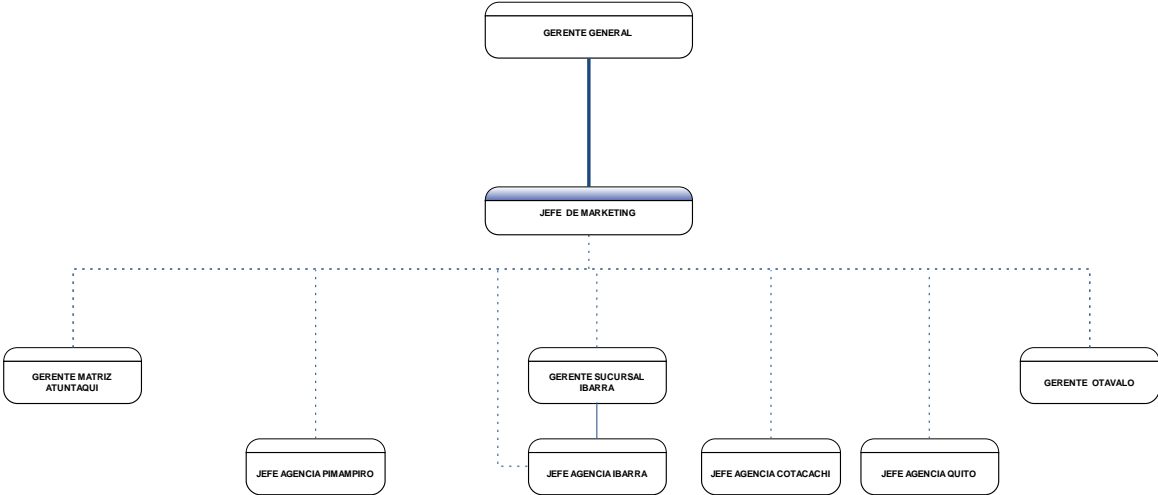 GERENTE GENERAL
JEFE DE MARKETING
GERENTE MATRIZ
ATUNTAQUI
GERENTE SUCURSAL
IBARRA
GERENTE OTAVALO
JEFE AGENCIA PIMAMPIRO
JEFE AGENCIA IBARRA
JEFE AGENCIA COTACACHI
JEFE AGENCIA QUITO